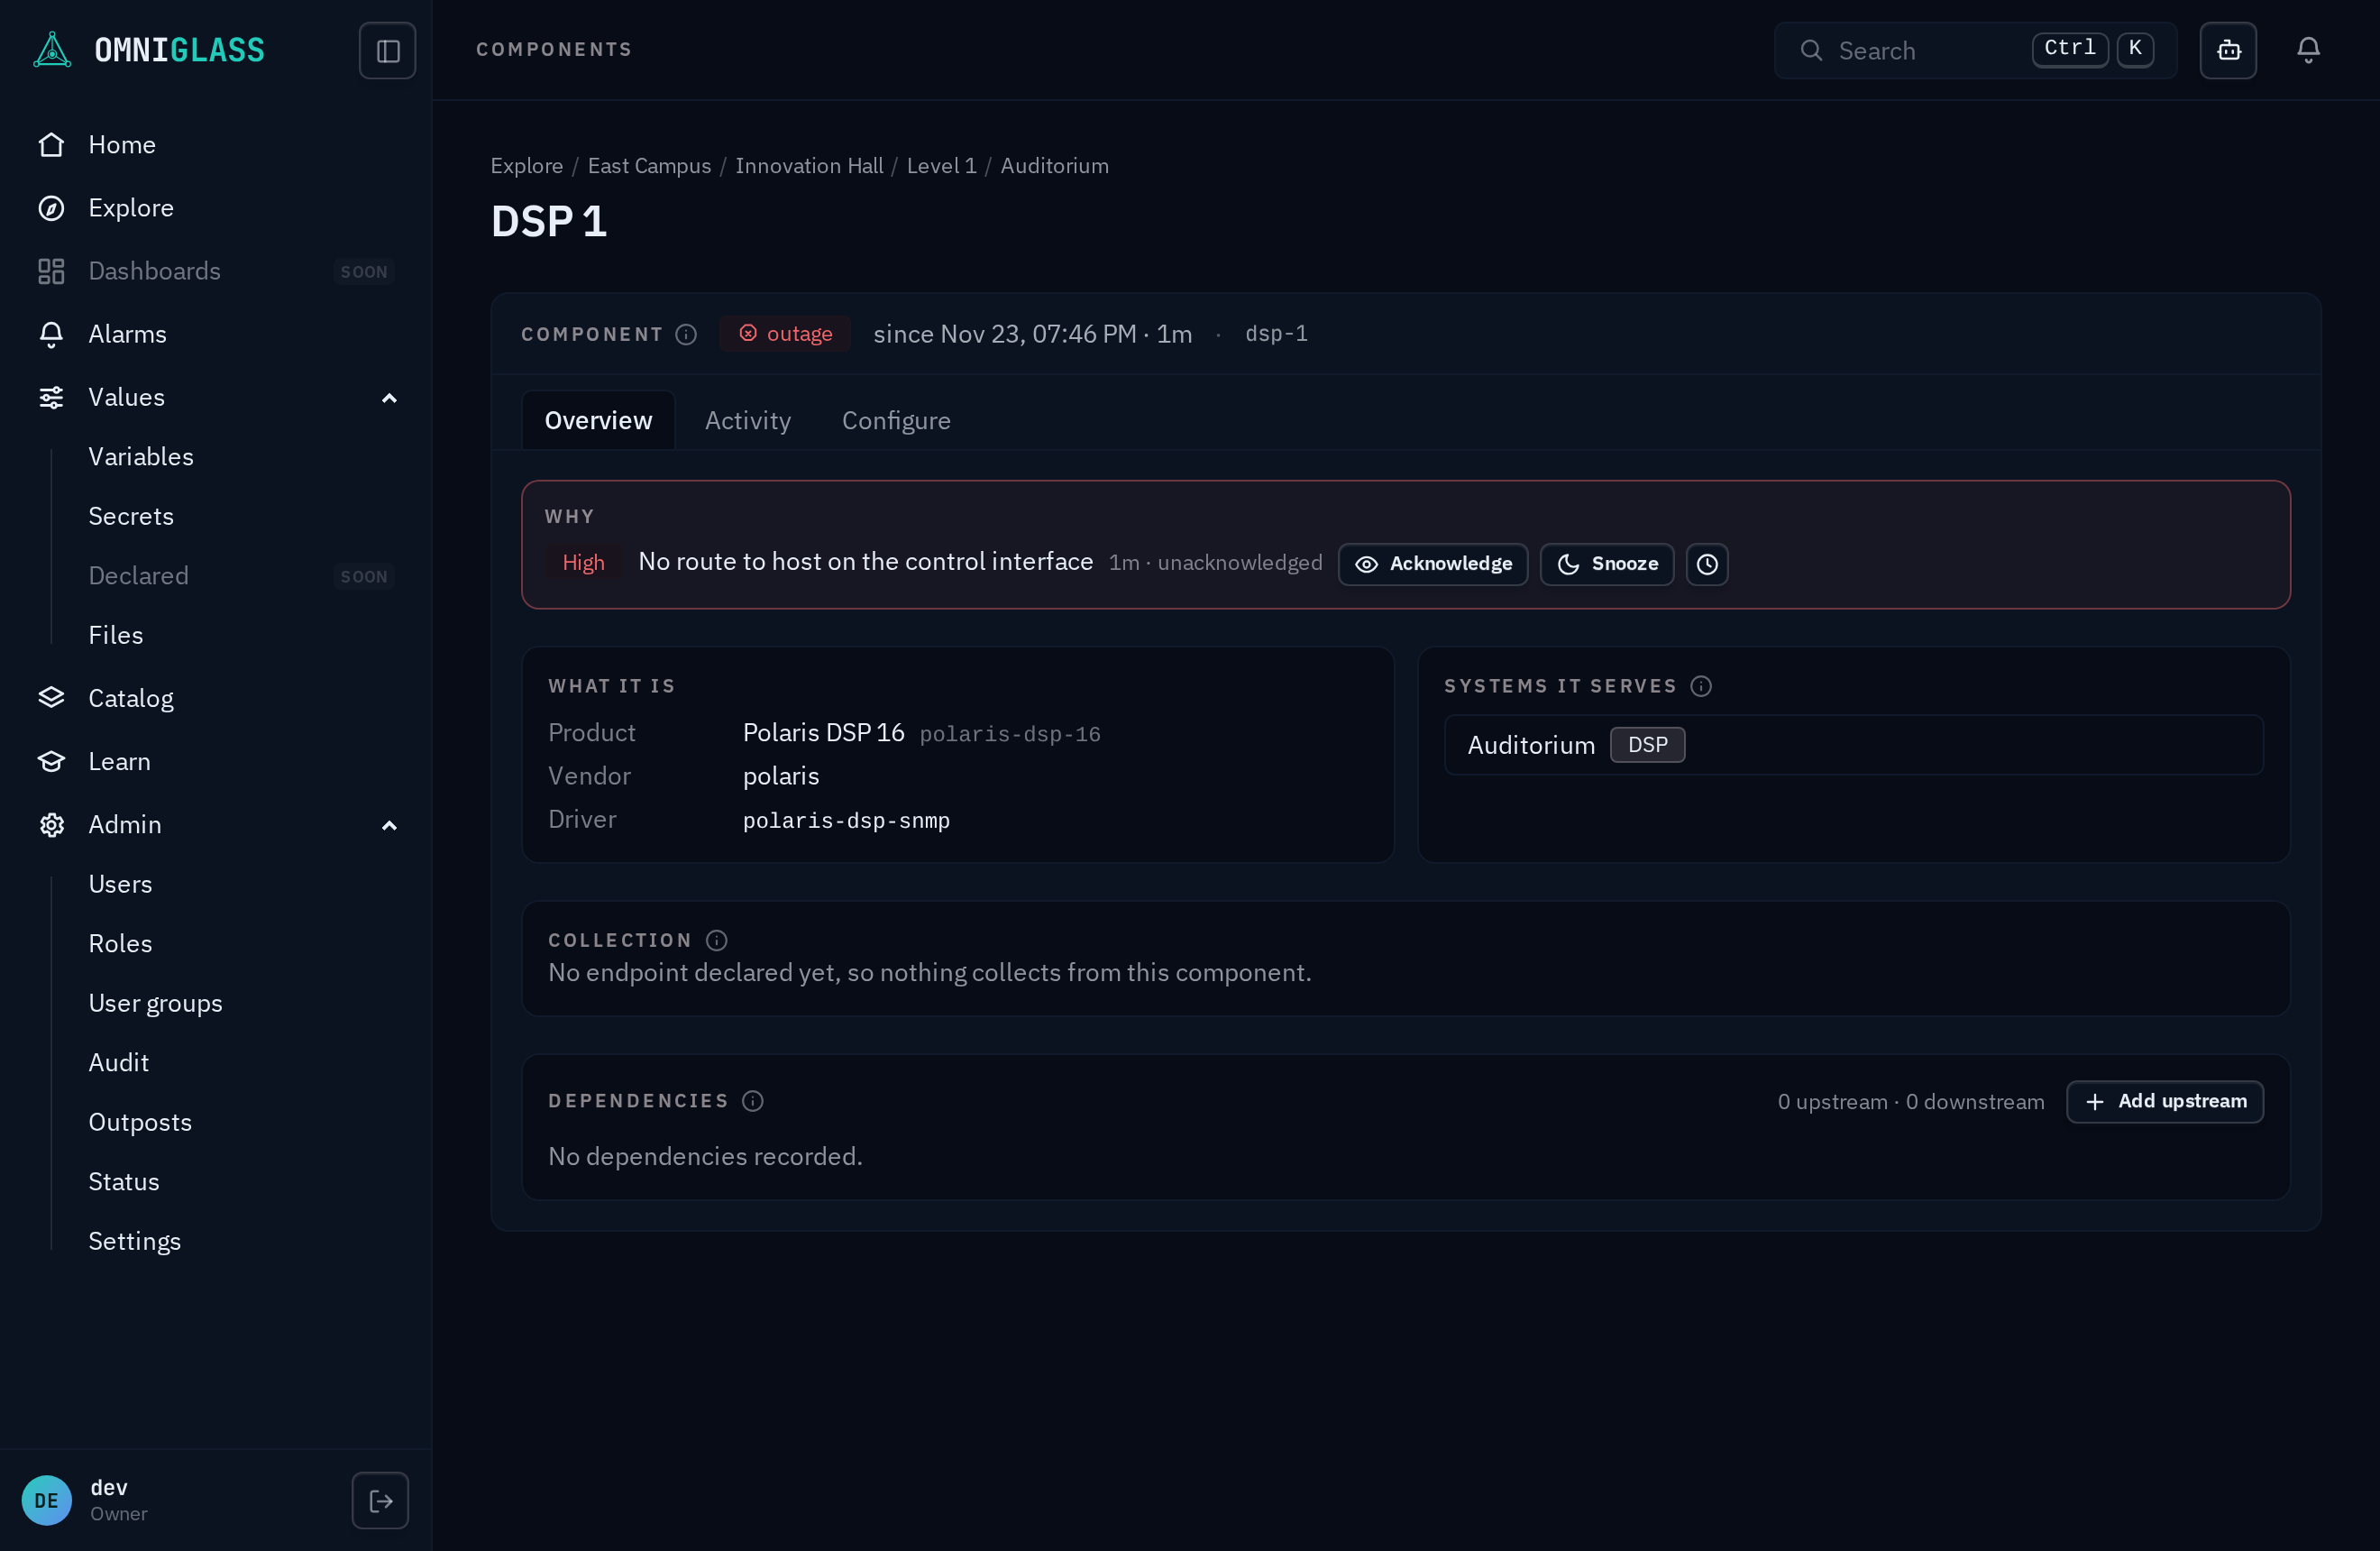 OMNIGLASS
Home
Explore
Dashboards SOON
Alarms
Values
Variables
Secrets
Declared SOON
Files
Catalog
Learn
Admin
Users
Roles
User groups
Audit
Outposts
Status
Settings
DE dev
Owner
COMPONENTS
Search Ctrl K
Explore / East Campus / Innovation Hall / Level 1 / Auditorium
DSP 1
COMPONENT outage since Nov 23, 07:46 PM · 1m · dsp-1
Overview Activity Configure
WHY
High No route to host on the control interface 1m · unacknowledged Acknowledge Snooze
WHAT IT IS
Product Polaris DSP 16 polaris-dsp-16
Vendor polaris
Driver polaris-dsp-snmp
SYSTEMS IT SERVES
Auditorium DSP
COLLECTION
No endpoint declared yet, so nothing collects from this component.
DEPENDENCIES 0 upstream · 0 downstream Add upstream
No dependencies recorded.